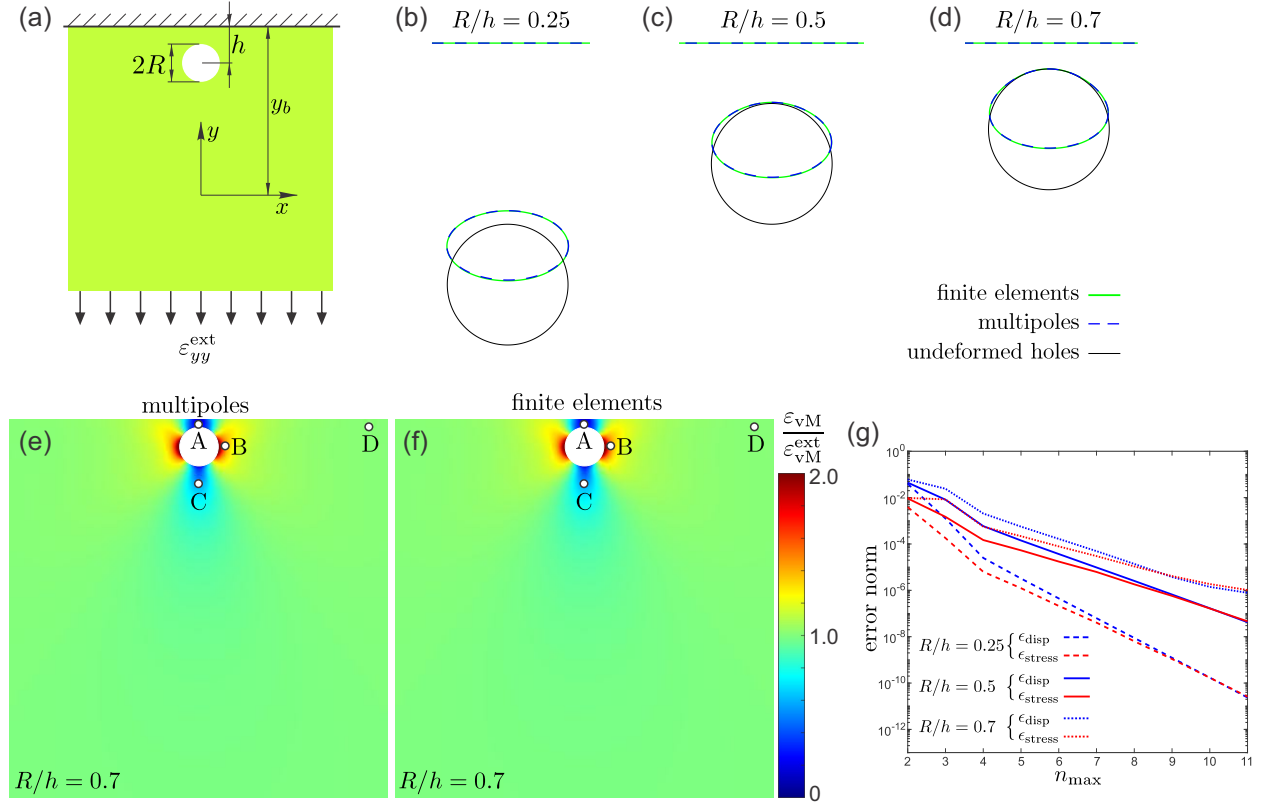 (a)
h
2R
y_b
y
x
ε_yy^ext
(b)
R/h = 0.25
(c)
R/h = 0.5
(d)
R/h = 0.7
finite elements
multipoles
undeformed holes
multipoles
(e)
A
B
C
D
R/h = 0.7
finite elements
(f)
A
B
C
D
R/h = 0.7
ε_vM
ε_vM^ext
2.0
1.0
0
(g)
error norm
10^0
10^-2
10^-4
10^-6
10^-8
10^-10
10^-12
R/h = 0.25 { ϵ_disp
ϵ_stress
R/h = 0.5 { ϵ_disp
ϵ_stress
R/h = 0.7 { ϵ_disp
ϵ_stress
2 3 4 5 6 7 8 9 10 11
n_max